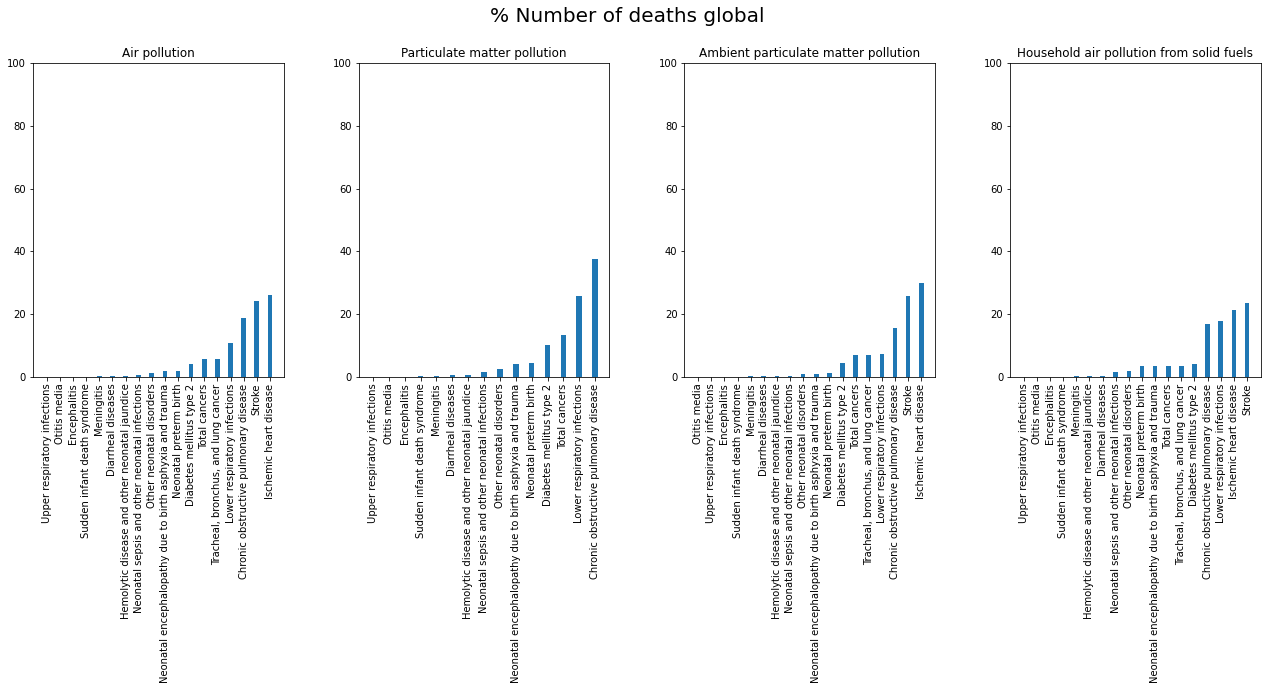 % Number of deaths global
Air pollution
100
80
60
40
20
0
Upper respiratory infections
Otitis media
Encephalitis
Sudden infant death syndrome
Meningitis
Diarrheal diseases
Hemolytic disease and other neonatal jaundice
Neonatal sepsis and other neonatal infections
Other neonatal disorders
Neonatal encephalopathy due to birth asphyxia and trauma
Neonatal preterm birth
Diabetes mellitus type 2
Total cancers
Tracheal, bronchus, and lung cancer
Lower respiratory infections
Chronic obstructive pulmonary disease
Stroke
Ischemic heart disease
Particulate matter pollution
100
80
60
40
20
0
Upper respiratory infections
Otitis media
Encephalitis
Sudden infant death syndrome
Meningitis
Diarrheal diseases
Hemolytic disease and other neonatal jaundice
Neonatal sepsis and other neonatal infections
Other neonatal disorders
Neonatal encephalopathy due to birth asphyxia and trauma
Neonatal preterm birth
Diabetes mellitus type 2
Total cancers
Lower respiratory infections
Chronic obstructive pulmonary disease
Ambient particulate matter pollution
100
80
60
40
20
0
Otitis media
Upper respiratory infections
Encephalitis
Sudden infant death syndrome
Meningitis
Diarrheal diseases
Hemolytic disease and other neonatal jaundice
Neonatal sepsis and other neonatal infections
Other neonatal disorders
Neonatal encephalopathy due to birth asphyxia and trauma
Neonatal preterm birth
Diabetes mellitus type 2
Total cancers
Tracheal, bronchus, and lung cancer
Lower respiratory infections
Chronic obstructive pulmonary disease
Stroke
Ischemic heart disease
Household air pollution from solid fuels
100
80
60
40
20
0
Upper respiratory infections
Otitis media
Encephalitis
Sudden infant death syndrome
Meningitis
Hemolytic disease and other neonatal jaundice
Diarrheal diseases
Neonatal sepsis and other neonatal infections
Other neonatal disorders
Neonatal preterm birth
Neonatal encephalopathy due to birth asphyxia and trauma
Total cancers
Tracheal, bronchus, and lung cancer
Diabetes mellitus type 2
Chronic obstructive pulmonary disease
Lower respiratory infections
Ischemic heart disease
Stroke